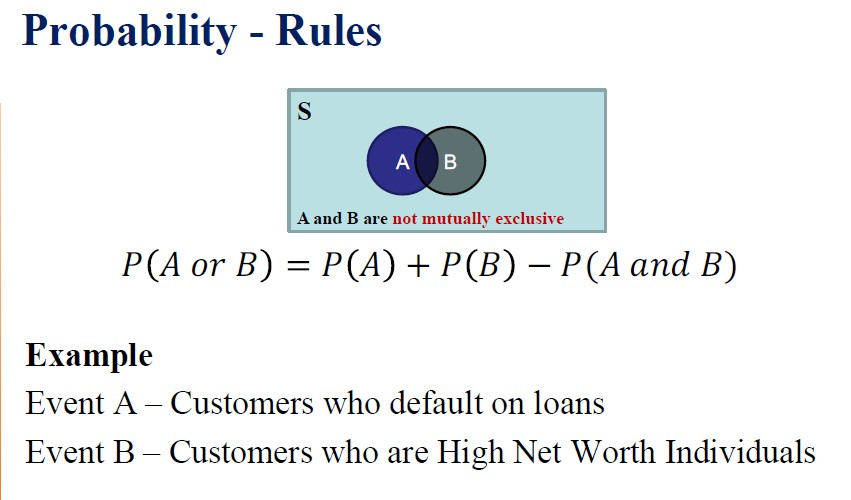 Probability - Rules
S
A B
A and B are not mutually exclusive
P(A or B) = P(A) + P(B) − P(A and B)
Example
Event A – Customers who default on loans
Event B – Customers who are High Net Worth Individuals